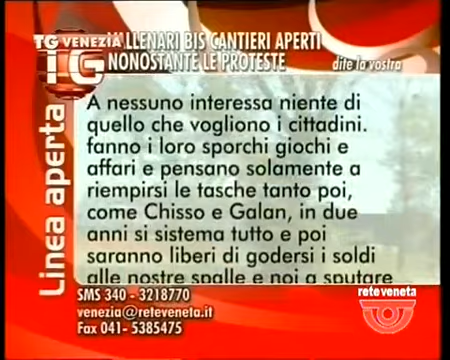 TG VENEZIA
TG
LLENARI BIS CANTIERI APERTI
NONOSTANTE LE PROTESTE
dite la vostra
Linea aperta
A nessuno interessa niente di
quello che vogliono i cittadini.
fanno i loro sporchi giochi e
affari e pensano solamente a
riempirsi le tasche tanto poi,
come Chisso e Galan, in due
anni si sistema tutto e poi
saranno liberi di godersi i soldi
alle nostre spalle e noi a sputare
SMS 340 - 3218770
venezia@reteveneta.it
Fax 041- 5385475
reteveneta